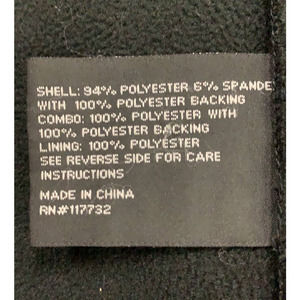 SHELL: 94% POLYESTER 6% SPANDE
WITH 100% POLYESTER BACKING
COMBO: 100% POLYESTER WITH
100% POLYESTER BACKING
LINING: 100% POLYESTER
SEE REVERSE SIDE FOR CARE
INSTRUCTIONS
MADE IN CHINA
RN#117732